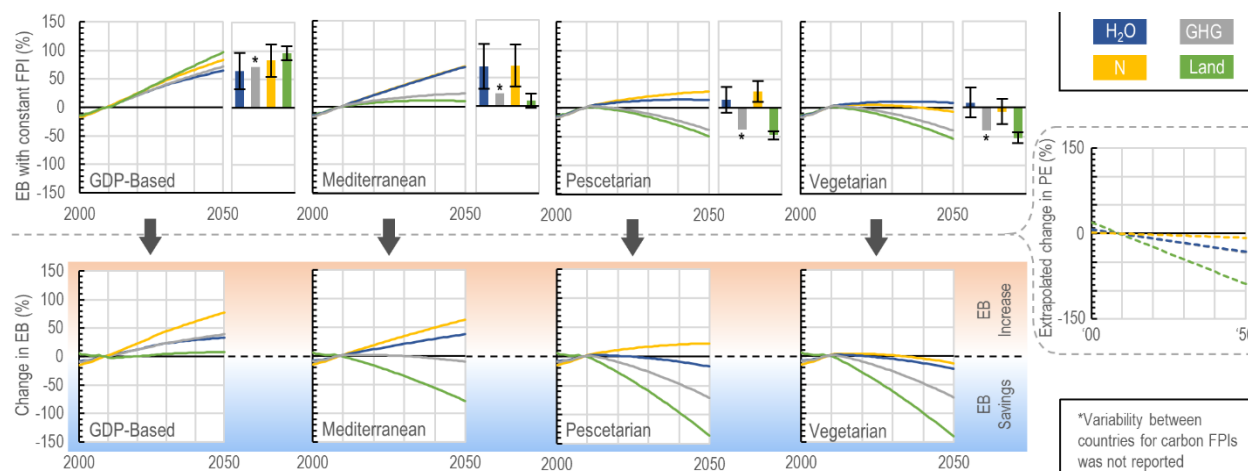 EB with constant FPI (%)
150
100
50
0
-50
-100
-150
GDP-Based
Mediterranean
Pescetarian
Vegetarian
*
*
*
*
2000
2050
2000
2050
2000
2050
2000
2050
H₂O
GHG
N
Land
Extrapolated change in PE (%)
150
0
-150
'00
'50
Change in EB (%)
150
100
50
0
-50
-100
-150
GDP-Based
Mediterranean
Pescetarian
Vegetarian
EB
Increase
EB
Savings
2000
2050
2000
2050
2000
2050
2000
2050
*Variability between
countries for carbon FPIs
was not reported